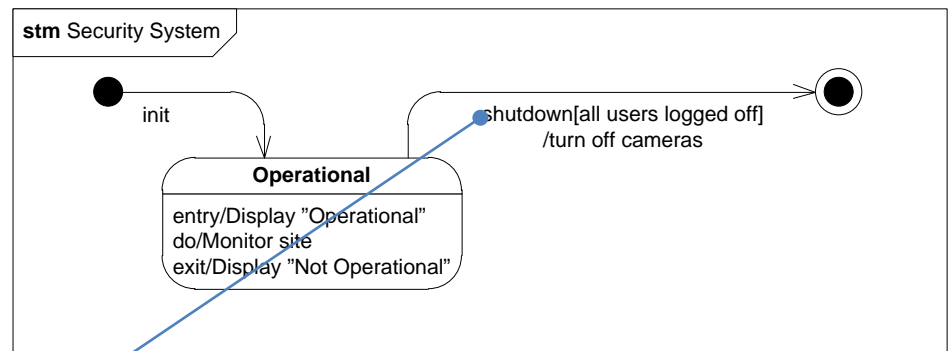 stm Security System
init
shutdown[all users logged off]
/turn off cameras
Operational
entry/Display ”Operational”
do/Monitor site
exit/Display ”Not Operational”